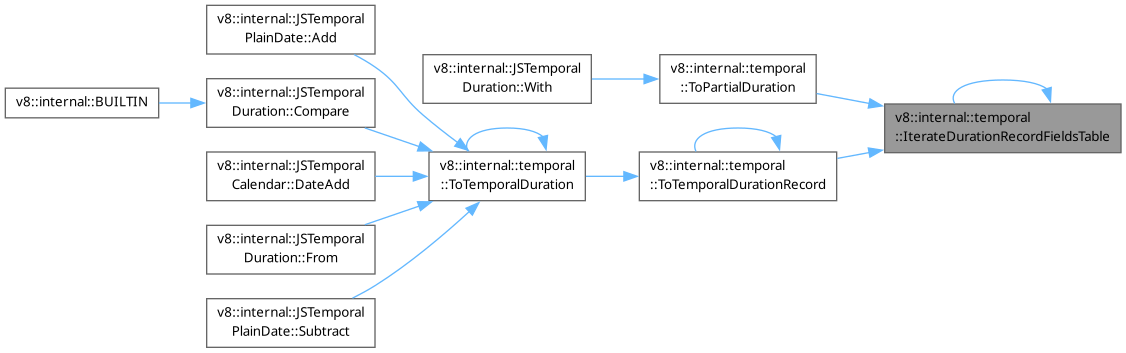 v8::internal::JSTemporal
PlainDate::Add
v8::internal::BUILTIN
v8::internal::JSTemporal
Duration::Compare
v8::internal::JSTemporal
Calendar::DateAdd
v8::internal::JSTemporal
Duration::From
v8::internal::JSTemporal
PlainDate::Subtract
v8::internal::JSTemporal
Duration::With
v8::internal::temporal
::ToTemporalDuration
v8::internal::temporal
::ToPartialDuration
v8::internal::temporal
::ToTemporalDurationRecord
v8::internal::temporal
::IterateDurationRecordFieldsTable